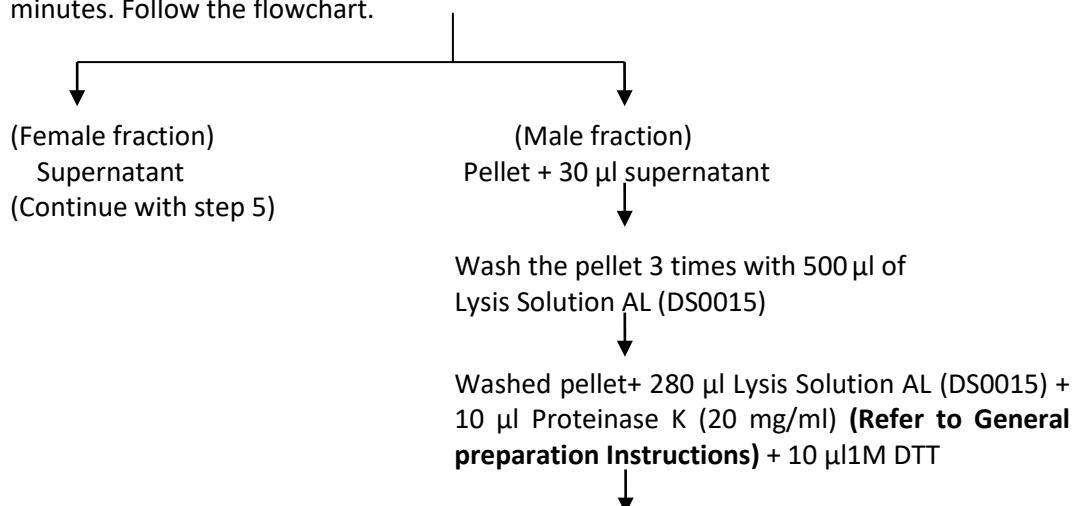 minutes. Follow the flowchart.
(Female fraction)
Supernatant
(Continue with step 5)
(Male fraction)
Pellet + 30 µl supernatant
Wash the pellet 3 times with 500 µl of
Lysis Solution AL (DS0015)
Washed pellet+ 280 µl Lysis Solution AL (DS0015) +
10 µl Proteinase K (20 mg/ml) (Refer to General
preparation Instructions) + 10 µl1M DTT